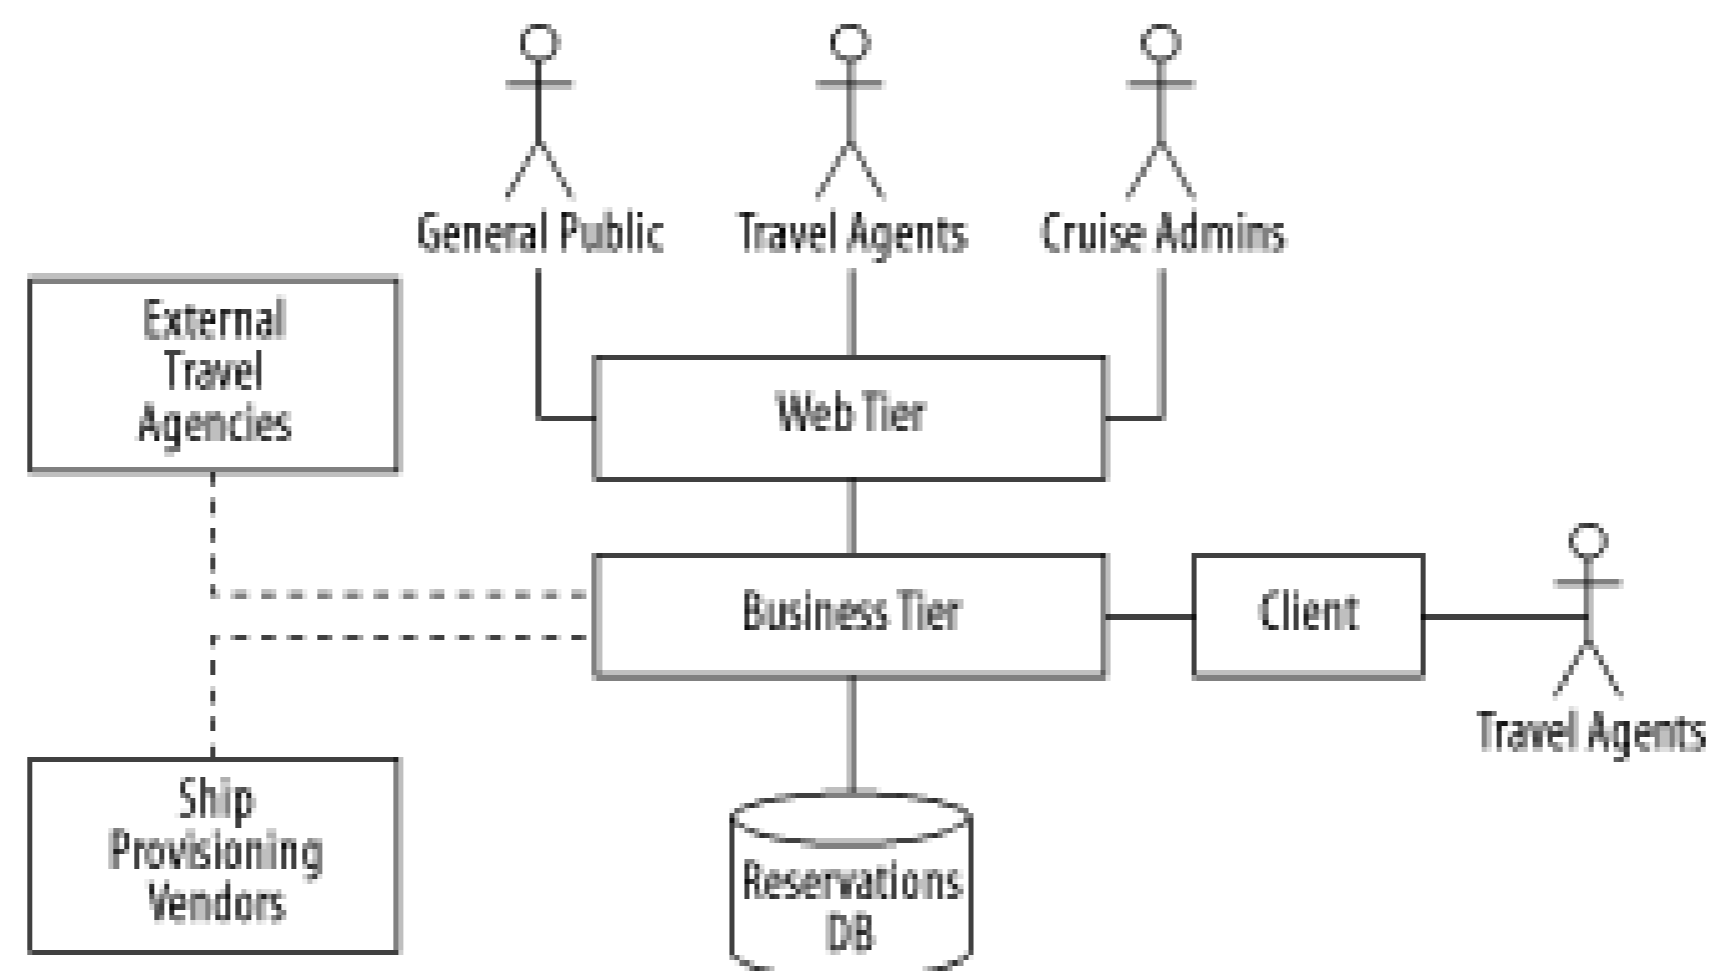 General Public
Travel Agents
Cruise Admins
External
Travel
Agencies
Web Tier
Business Tier
Client
Travel Agents
Ship
Provisioning
Vendors
Reservations
DB